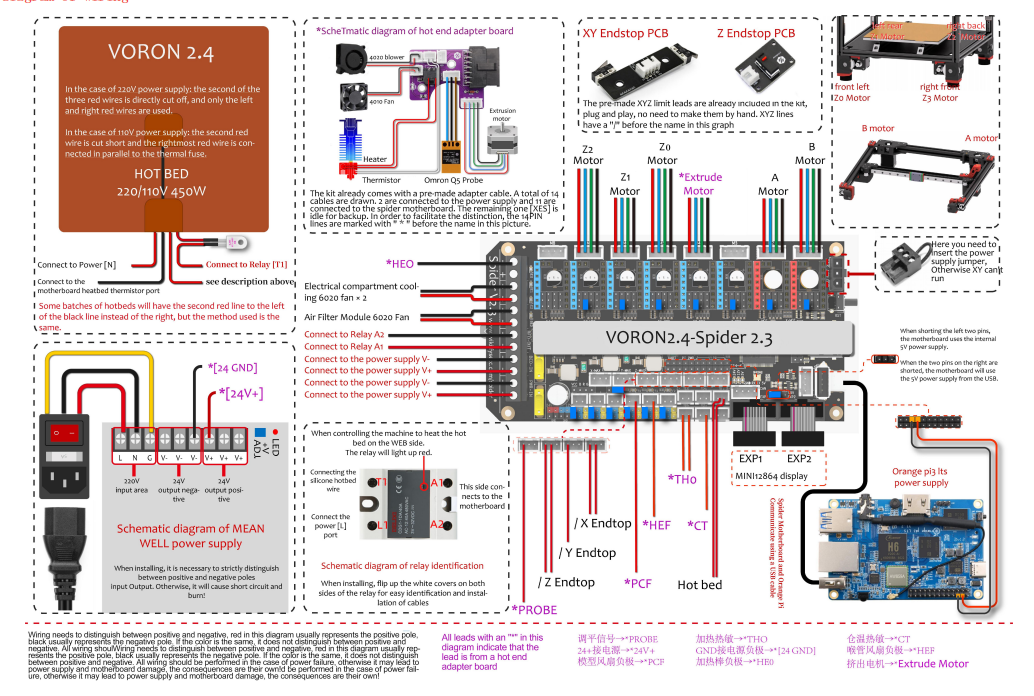 diagram of wiring
VORON 2.4
In the case of 220V power supply: the second of the
three red wires is directly cut off, and only the left
and right red wires are used.
In the case of 110V power supply: the second red
wire is cut short and the rightmost red wire is con-
nected in parallel to the thermal fuse.
HOT BED
220/110V 450W
Connect to Power [N]
Connect to Relay [T1]
Connect to the
motherboard heatbed thermistor port
see description above
Some batches of hotbeds will have the second red line to the left
of the black line instead of the right, but the method used is the
same.
*ScheTmatic diagram of hot end adapter board
4020 blower
4010 Fan
Extrusion
motor
Heater
Thermistor
Omron Q5 Probe
The kit already comes with a pre-made adapter cable. A total of 14
cables are drawn. 2 are connected to the power supply and 11 are
connected to the spider motherboard. The remaining one [XES] is
idle for backup. In order to facilitate the distinction, the 14PIN
lines are marked with " * " before the name in this picture.
XY Endstop PCB
Z Endstop PCB
The pre-made XYZ limit leads are already included in the kit,
plug and play, no need to make them by hand. XYZ lines
have a "/" before the name in this graph
rear left
Z1 Motor
right back
Z2 Motor
front left
Z0 Motor
right front
Z3 Motor
B motor
A motor
Z2
Motor
Z1
Motor
Z0
Motor
*Extrude
Motor
A
Motor
B
Motor
Here you need to
insert the power
supply jumper,
Otherwise XY can't
run
*HEO
Electrical compartment cool-
ing 6020 fan × 2
Air Filter Module 6020 Fan
Connect to Relay A2
Connect to Relay A1
Connect to the power supply V-
Connect to the power supply V+
Connect to the power supply V-
Connect to the power supply V+
VORON2.4-Spider 2.3
When shorting the left two pins,
the motherboard uses the internal
5V power supply.
When the two pins on the right are
shorted, the motherboard will use
the 5V power supply from the USB.
*[24 GND]
*[24V+]
L N G V- V- V- V+ V+ V+
+V
ADJ
LED
220V
input area
24V
output nega-
tive
24V
output posi-
tive
Schematic diagram of MEAN
WELL power supply
When installing, it is necessary to strictly distinguish
between positive and negative poles
input Output. Otherwise, it will cause short circuit and
burn!
When controlling the machine to heat the hot
bed on the WEB side.
The relay will light up red.
Connecting the
silicone hotbed
wire
T1
A1
This side con-
nects to the
motherboard
Connect the
power [L]
port
L1
A2
Schematic diagram of relay identification
When installing, flip up the white covers on both
sides of the relay for easy identification and instal-
lation of cables
EXP1
EXP2
MINI12864 display
*TH0
/ X Endtop
*HEF
*CT
/ Y Endtop
/ Z Endtop
*PCF
Hot bed
*PROBE
Spider Motherboard and Orange Pi
Communicate using a USB cable
Orange pi3 lts
power supply
H6
Wiring needs to distinguish between positive and negative, red in this diagram usually represents the positive pole,
black usually represents the negative pole. If the color is the same, it does not distinguish between positive and
negative. All wiring shoulWiring needs to distinguish between positive and negative, red in this diagram usually rep-
resents the positive pole, black usually represents the negative pole. If the color is the same, it does not distinguish
between positive and negative. All wiring should be performed in the case of power failure, otherwise it may lead to
power supply and motherboard damage, the consequences are their ownld be performed in the case of power fail-
ure, otherwise it may lead to power supply and motherboard damage, the consequences are their own!
All leads with an "*" in this
diagram indicate that the
lead is from a hot end
adapter board
调平信号→*PROBE
24+接电源→*24V+
模型风扇负极→*PCF
加热热敏→*THO
GND接电源负极→*[24 GND]
加热棒负极→*HE0
仓温热敏→*CT
喉管风扇负极→*HEF
挤出电机→*Extrude Motor